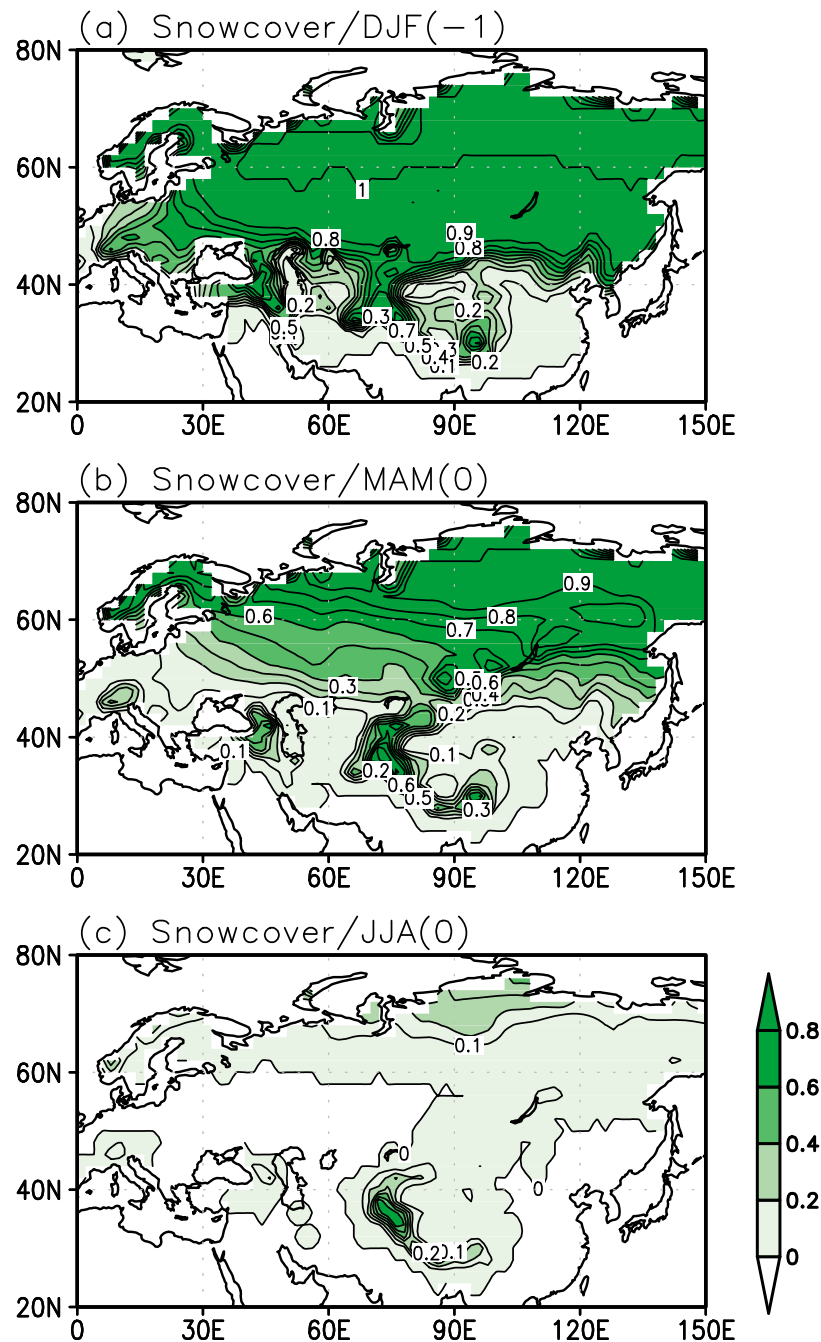 (a) Snowcover/DJF(−1)
80N
60N
1
0.9
0.8
0.8
40N
0.2
0.2
0.3
0.5
0.7
0.5
0.3
0.4
0.2
0.1
20N
0 30E 60E 90E 120E 150E
(b) Snowcover/MAM(0)
80N
0.9
60N
0.6
0.8
0.7
0.6
0.3
0.4
0.1
0.2
40N
0.1
0.1
0.2
0.6
0.5
0.3
20N
0 30E 60E 90E 120E 150E
(c) Snowcover/JJA(0)
80N
0.8
0.1
60N
0.6
0.4
0
40N
0
0.2
0.2
0.1
0
20N
0 30E 60E 90E 120E 150E